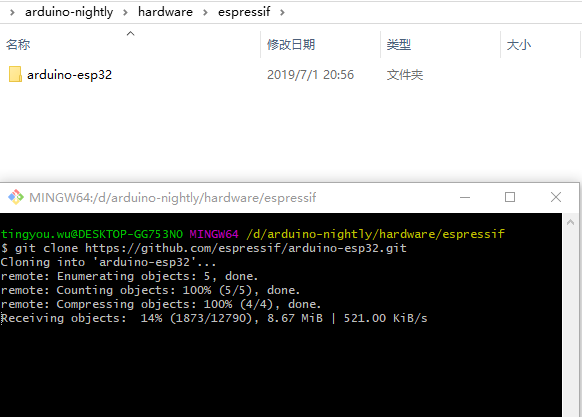 arduino-nightly > hardware > espressif >
名称 修改日期 类型 大小
arduino-esp32 2019/7/1 20:56 文件夹
MINGW64:/d/arduino-nightly/hardware/espressif
tingyou.wu@DESKTOP-GG753NO MINGW64 /d/arduino-nightly/hardware/espressif
$ git clone https://github.com/espressif/arduino-esp32.git
Cloning into 'arduino-esp32'...
remote: Enumerating objects: 5, done.
remote: Counting objects: 100% (5/5), done.
remote: Compressing objects: 100% (4/4), done.
Receiving objects:  14% (1873/12790), 8.67 MiB | 521.00 KiB/s